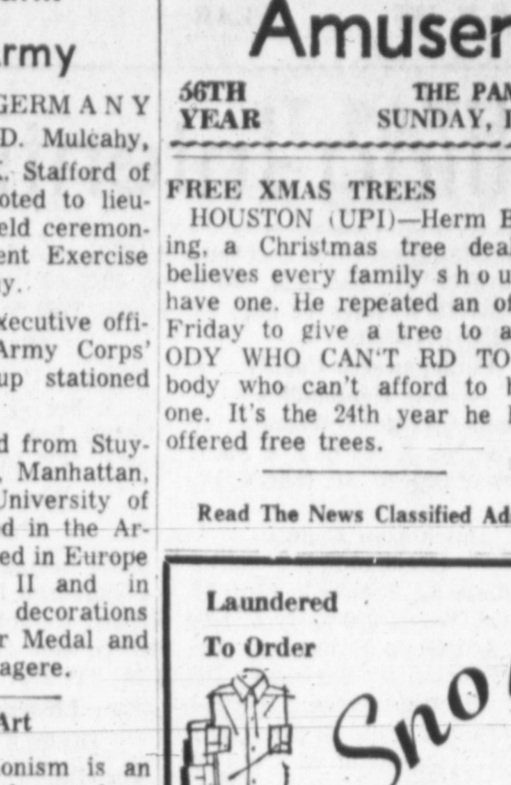 rmy
GERMANY
D. Mulcahy,
. Stafford of
oted to lieu-
eld ceremon-
ent Exercise
y.
xecutive offi-
Army Corps'
up stationed
d from Stuy-
, Manhattan,
University of
ed in the Ar-
ed in Europe
II and in
decorations
r Medal and
agere.
Art
onism is an
Amuser
56TH
YEAR
THE PAM
SUNDAY, 
FREE XMAS TREES
HOUSTON (UPI)—Herm B
ing, a Christmas tree deal
believes every family shou
have one. He repeated an of
Friday to give a tree to a
ODY WHO CAN'T RD TO
body who can't afford to
one. It's the 24th year he
offered free trees.
Read The News Classified Ad
Laundered
To Order
Sno